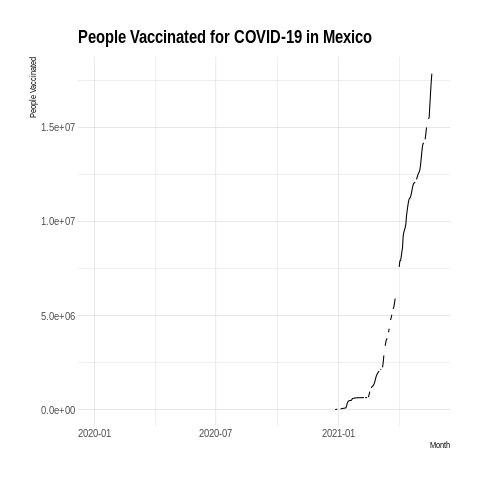 People Vaccinated for COVID-19 in Mexico
People Vaccinated
1.5e+07
1.0e+07
5.0e+06
0.0e+00
2020-01 2020-07 2021-01
Month